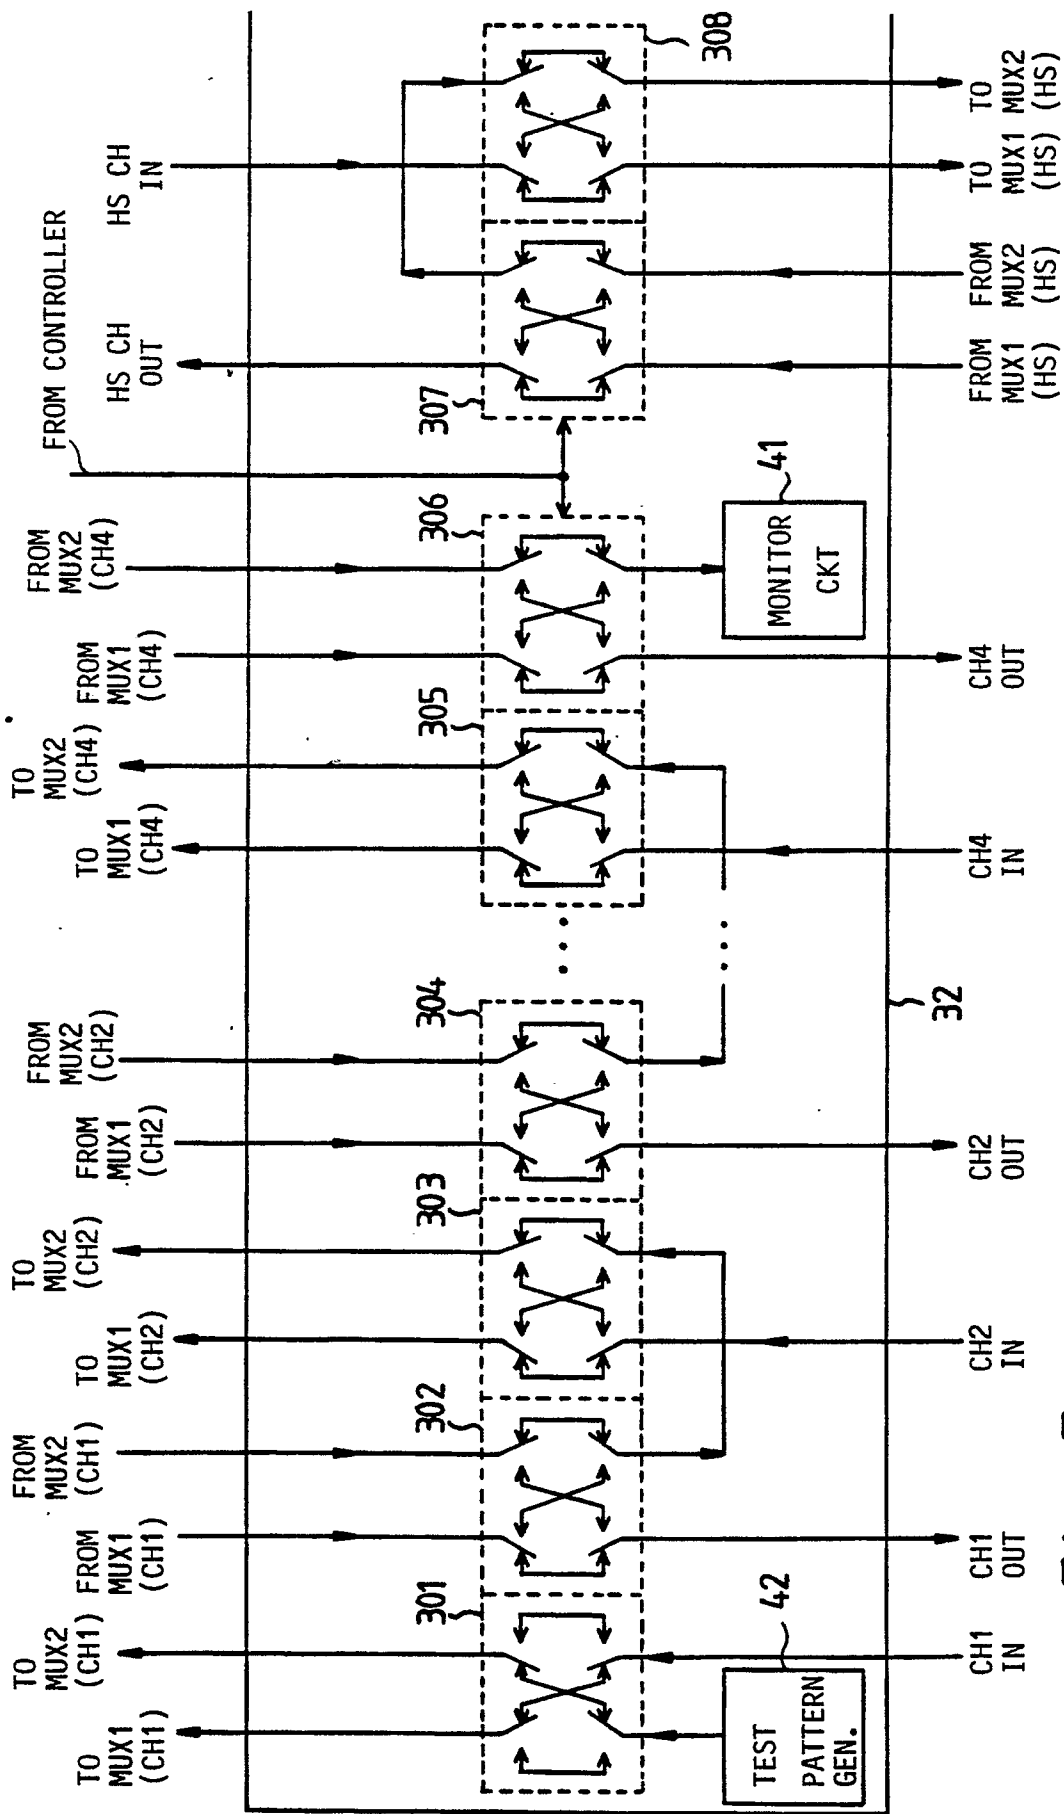 TO
MUX1
(CH1)
TO
MUX2
(CH1)
FROM
MUX1
(CH1)
FROM
MUX2
(CH1)
TO
MUX1
(CH2)
TO
MUX2
(CH2)
FROM
MUX1
(CH2)
FROM
MUX2
(CH2)
TO
MUX1
(CH4)
TO
MUX2
(CH4)
FROM
MUX1
(CH4)
FROM
MUX2
(CH4)
FROM CONTROLLER
HS CH
OUT
HS CH
IN
301
302
303
304
305
306
307
308
42
TEST
PATTERN
GEN.
MONITOR
CKT
41
32
CH1
IN
CH1
OUT
CH2
IN
CH2
OUT
CH4
IN
CH4
OUT
FROM
MUX1
(HS)
FROM
MUX2
(HS)
TO
MUX1
(HS)
TO
MUX2
(HS)